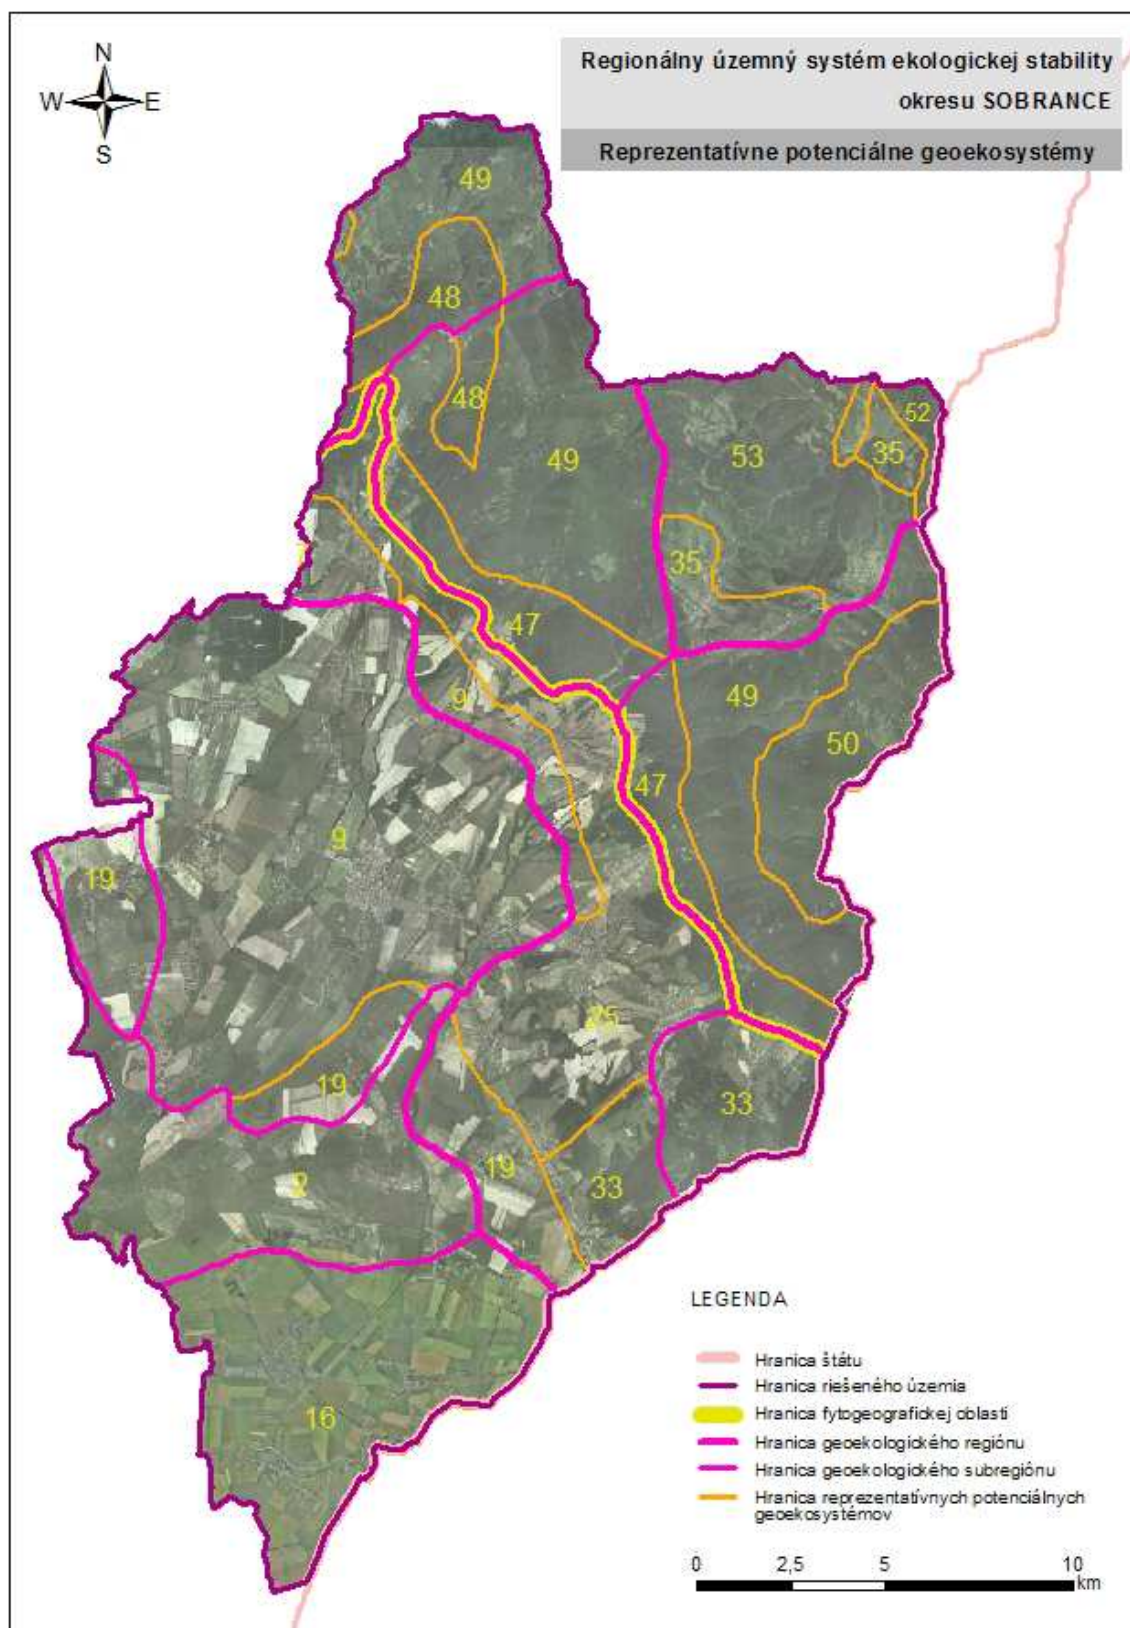 Regionálny územný systém ekologickej stability
okresu SOBRANCE
Reprezentatívne potenciálne geoekosystémy
N
W E
S
49
48
48
49
53
52
35
35
47
9
49
50
47
9
19
25
19
33
19
33
2
16
LEGENDA
Hranica štátu
Hranica riešeného územia
Hranica fytogeografickej oblasti
Hranica geoekologického regiónu
Hranica geoekologického subregiónu
Hranica reprezentatívnych potenciálnych
geoekosystémov
0 2,5 5 10
km